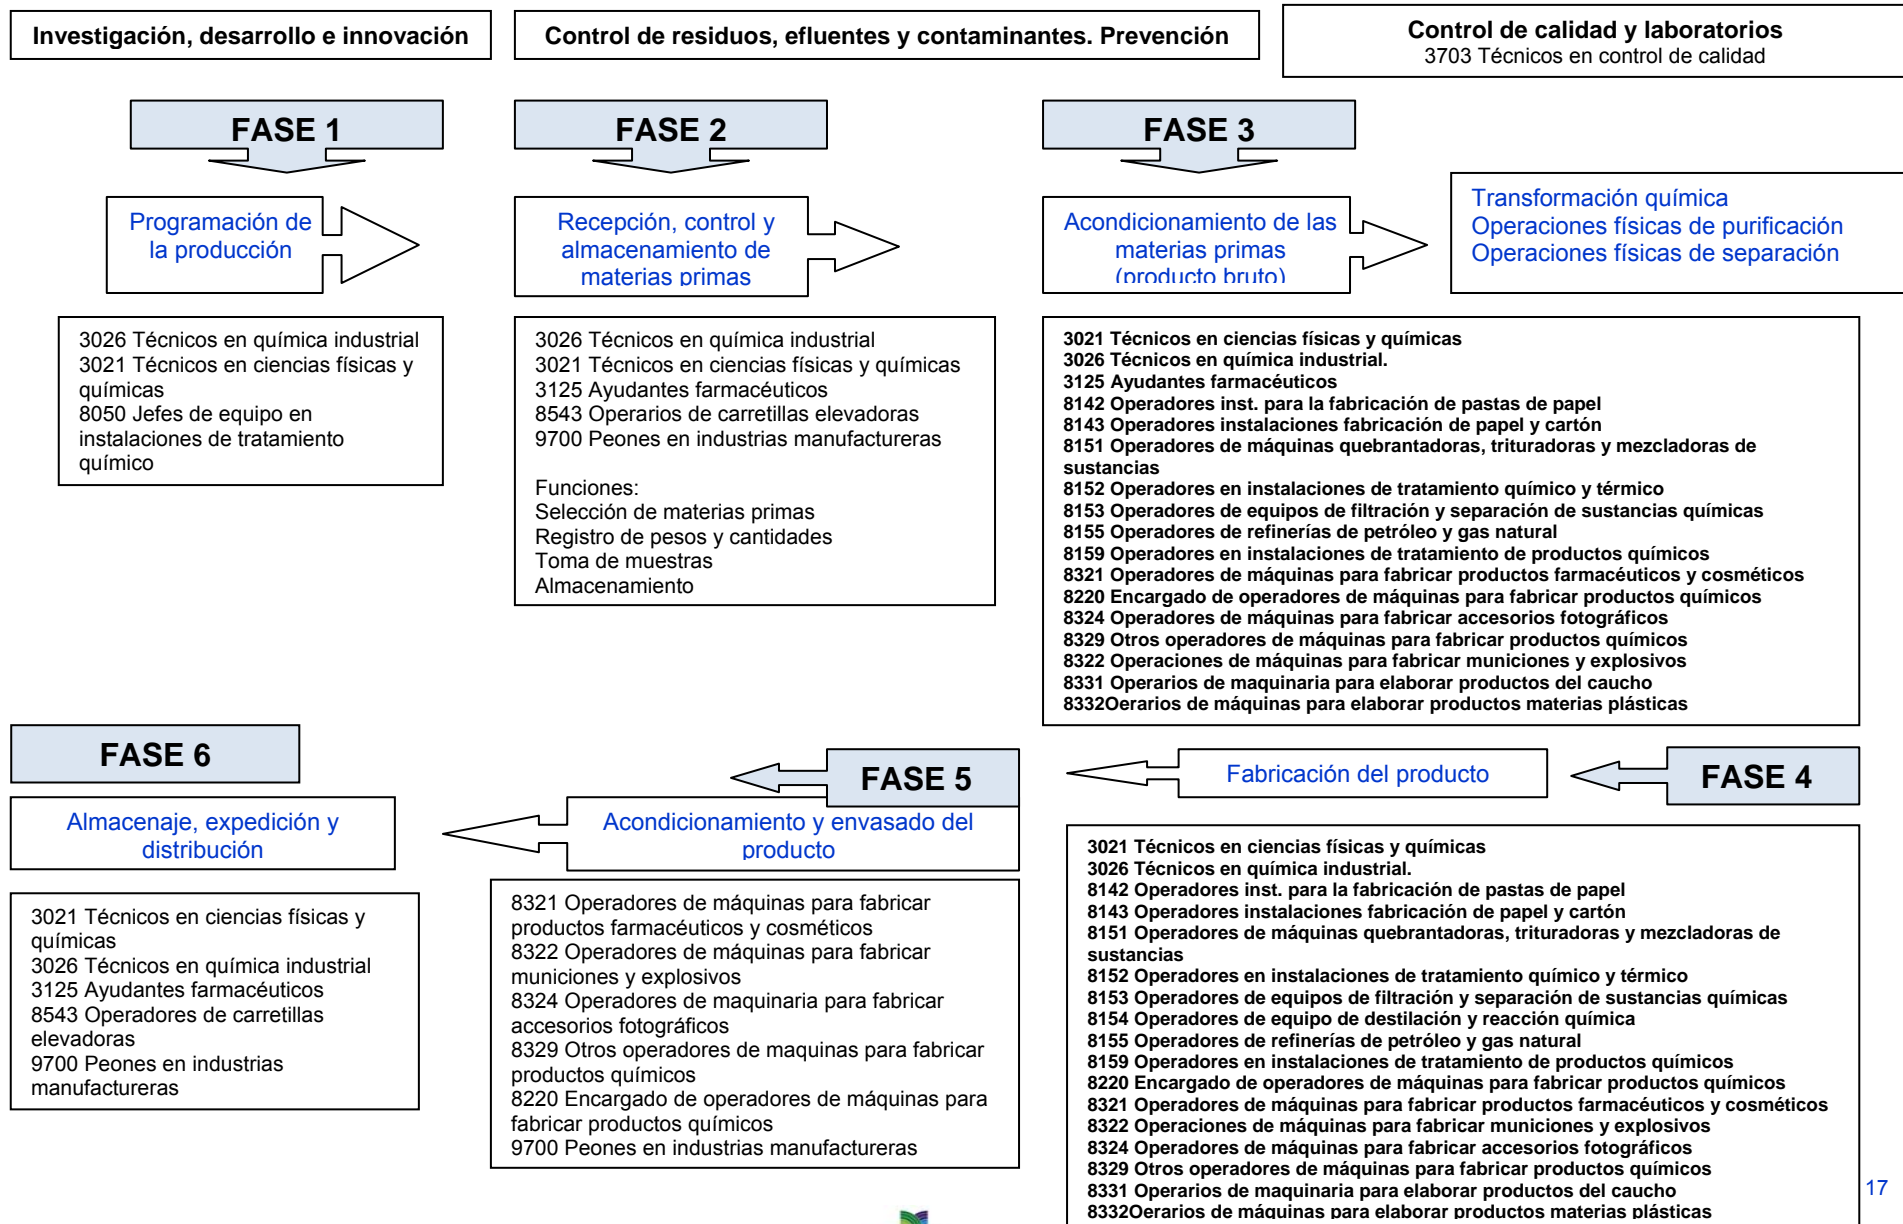 Investigación, desarrollo e innovación
Control de residuos, efluentes y contaminantes. Prevención
Control de calidad y laboratorios
3703 Técnicos en control de calidad
FASE 1
FASE 2
FASE 3
Programación de
la producción
Recepción, control y
almacenamiento de
materias primas
Acondicionamiento de las
materias primas
(producto bruto)
Transformación química
Operaciones físicas de purificación
Operaciones físicas de separación
3026 Técnicos en química industrial
3021 Técnicos en ciencias físicas y
químicas
8050 Jefes de equipo en
instalaciones de tratamiento
químico
3026 Técnicos en química industrial
3021 Técnicos en ciencias físicas y químicas
3125 Ayudantes farmacéuticos
8543 Operarios de carretillas elevadoras
9700 Peones en industrias manufactureras
Funciones:
Selección de materias primas
Registro de pesos y cantidades
Toma de muestras
Almacenamiento
3021 Técnicos en ciencias físicas y químicas
3026 Técnicos en química industrial.
3125 Ayudantes farmacéuticos
8142 Operadores inst. para la fabricación de pastas de papel
8143 Operadores instalaciones fabricación de papel y cartón
8151 Operadores de máquinas quebrantadoras, trituradoras y mezcladoras de
sustancias
8152 Operadores en instalaciones de tratamiento químico y térmico
8153 Operadores de equipos de filtración y separación de sustancias químicas
8155 Operadores de refinerías de petróleo y gas natural
8159 Operadores en instalaciones de tratamiento de productos químicos
8321 Operadores de máquinas para fabricar productos farmacéuticos y cosméticos
8220 Encargado de operadores de máquinas para fabricar productos químicos
8324 Operadores de máquinas para fabricar accesorios fotográficos
8329 Otros operadores de máquinas para fabricar productos químicos
8322 Operaciones de máquinas para fabricar municiones y explosivos
8331 Operarios de maquinaria para elaborar productos del caucho
8332Oerarios de máquinas para elaborar productos materias plásticas
FASE 6
FASE 5
Fabricación del producto
FASE 4
Almacenaje, expedición y
distribución
Acondicionamiento y envasado del
producto
3021 Técnicos en ciencias físicas y
químicas
3026 Técnicos en química industrial
3125 Ayudantes farmacéuticos
8543 Operadores de carretillas
elevadoras
9700 Peones en industrias
manufactureras
8321 Operadores de máquinas para fabricar
productos farmacéuticos y cosméticos
8322 Operadores de máquinas para fabricar
municiones y explosivos
8324 Operadores de maquinaria para fabricar
accesorios fotográficos
8329 Otros operadores de maquinas para fabricar
productos químicos
8220 Encargado de operadores de máquinas para
fabricar productos químicos
9700 Peones en industrias manufactureras
3021 Técnicos en ciencias físicas y químicas
3026 Técnicos en química industrial.
8142 Operadores inst. para la fabricación de pastas de papel
8143 Operadores instalaciones fabricación de papel y cartón
8151 Operadores de máquinas quebrantadoras, trituradoras y mezcladoras de
sustancias
8152 Operadores en instalaciones de tratamiento químico y térmico
8153 Operadores de equipos de filtración y separación de sustancias químicas
8154 Operadores de equipo de destilación y reacción química
8155 Operadores de refinerías de petróleo y gas natural
8159 Operadores en instalaciones de tratamiento de productos químicos
8220 Encargado de operadores de máquinas para fabricar productos químicos
8321 Operadores de máquinas para fabricar productos farmacéuticos y cosméticos
8322 Operaciones de máquinas para fabricar municiones y explosivos
8324 Operadores de máquinas para fabricar accesorios fotográficos
8329 Otros operadores de máquinas para fabricar productos químicos
8331 Operarios de maquinaria para elaborar productos del caucho
8332Oerarios de máquinas para elaborar productos materias plásticas
17